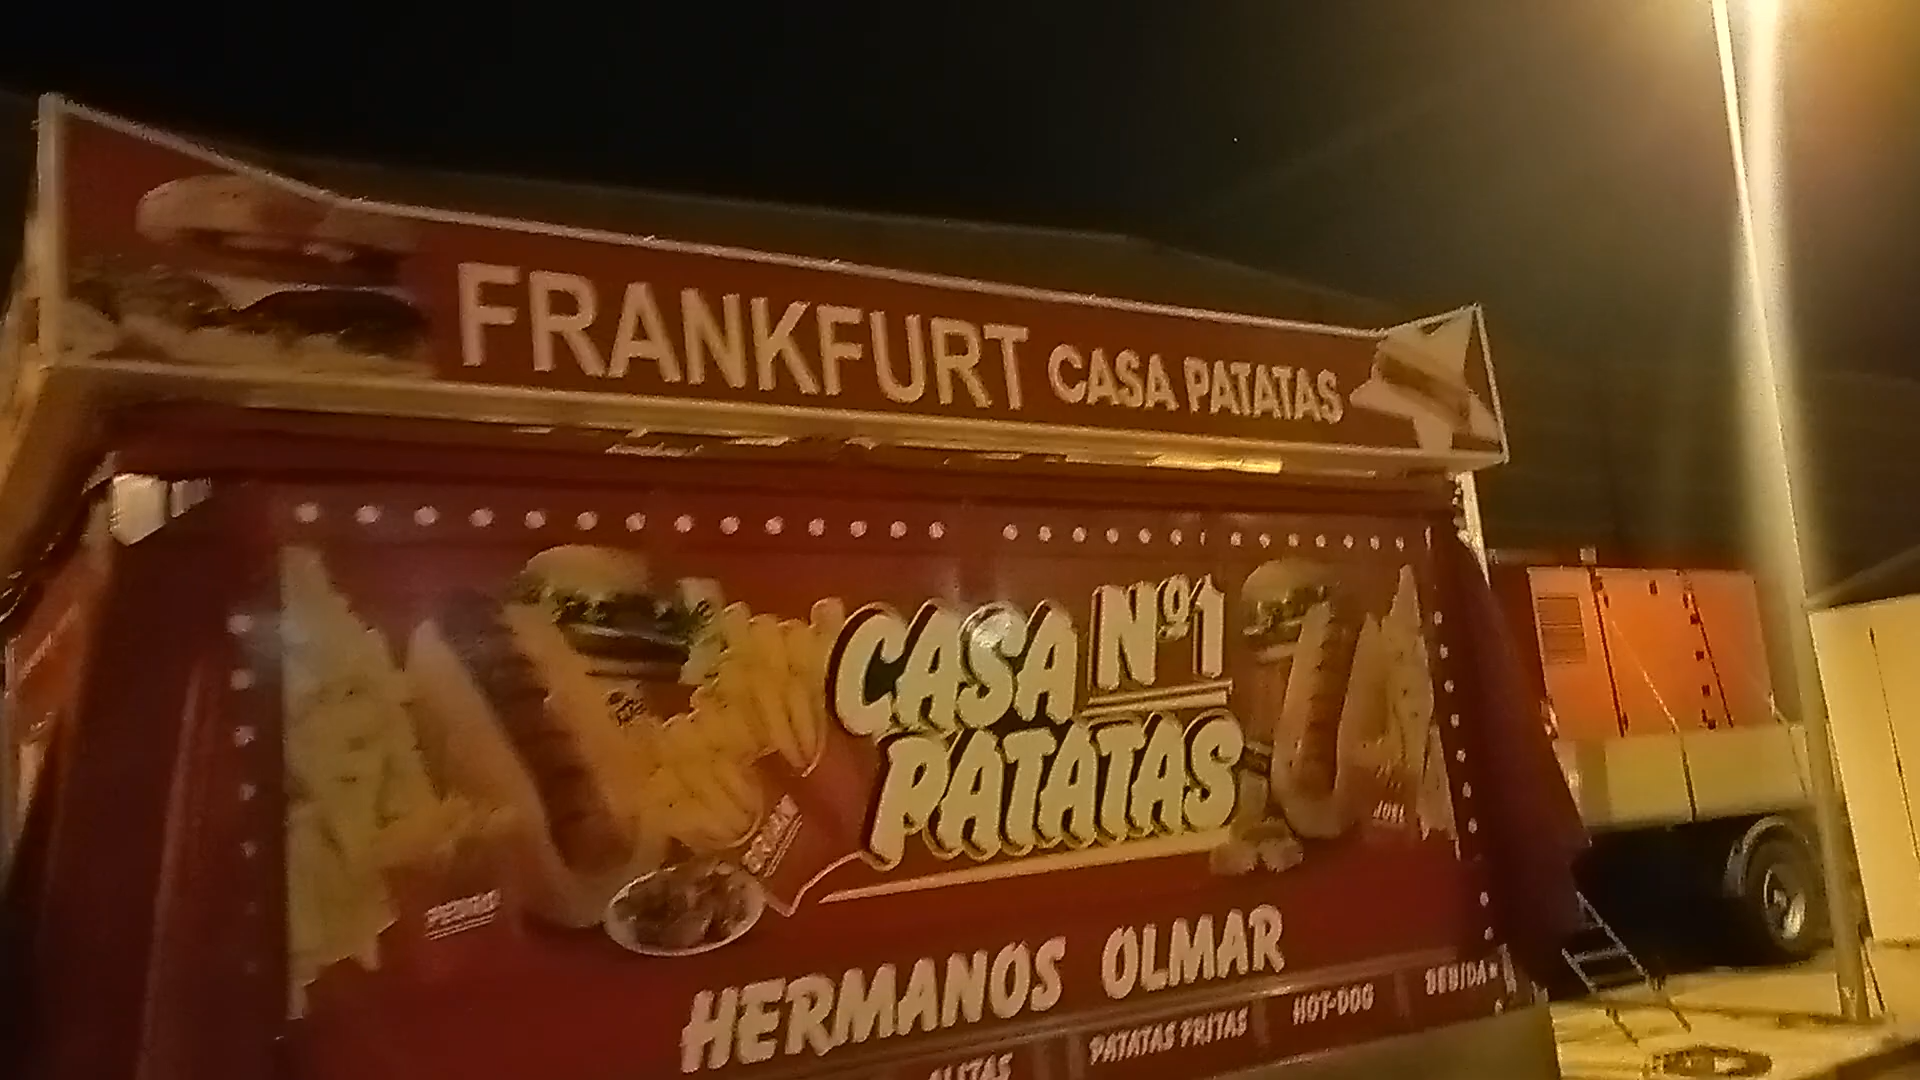 FRANKFURT CASA PATATAS
CASA Nº1
PATATAS
HERMANOS OLMAR
PATATAS FRITAS HOT-DOG BEBIDA